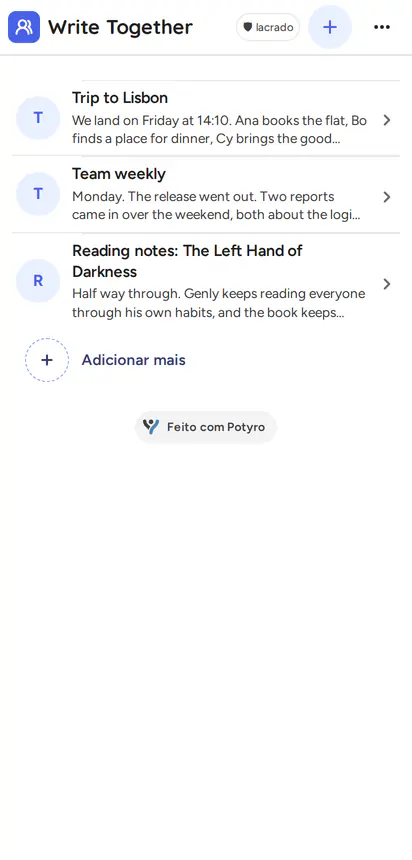 Write Together
lacrado
T
Trip to Lisbon
We land on Friday at 14:10. Ana books the flat, Bo
finds a place for dinner, Cy brings the good…
T
Team weekly
Monday. The release went out. Two reports
came in over the weekend, both about the logi…
R
Reading notes: The Left Hand of
Darkness
Half way through. Genly keeps reading everyone
through his own habits, and the book keeps…
Adicionar mais
Feito com Potyro